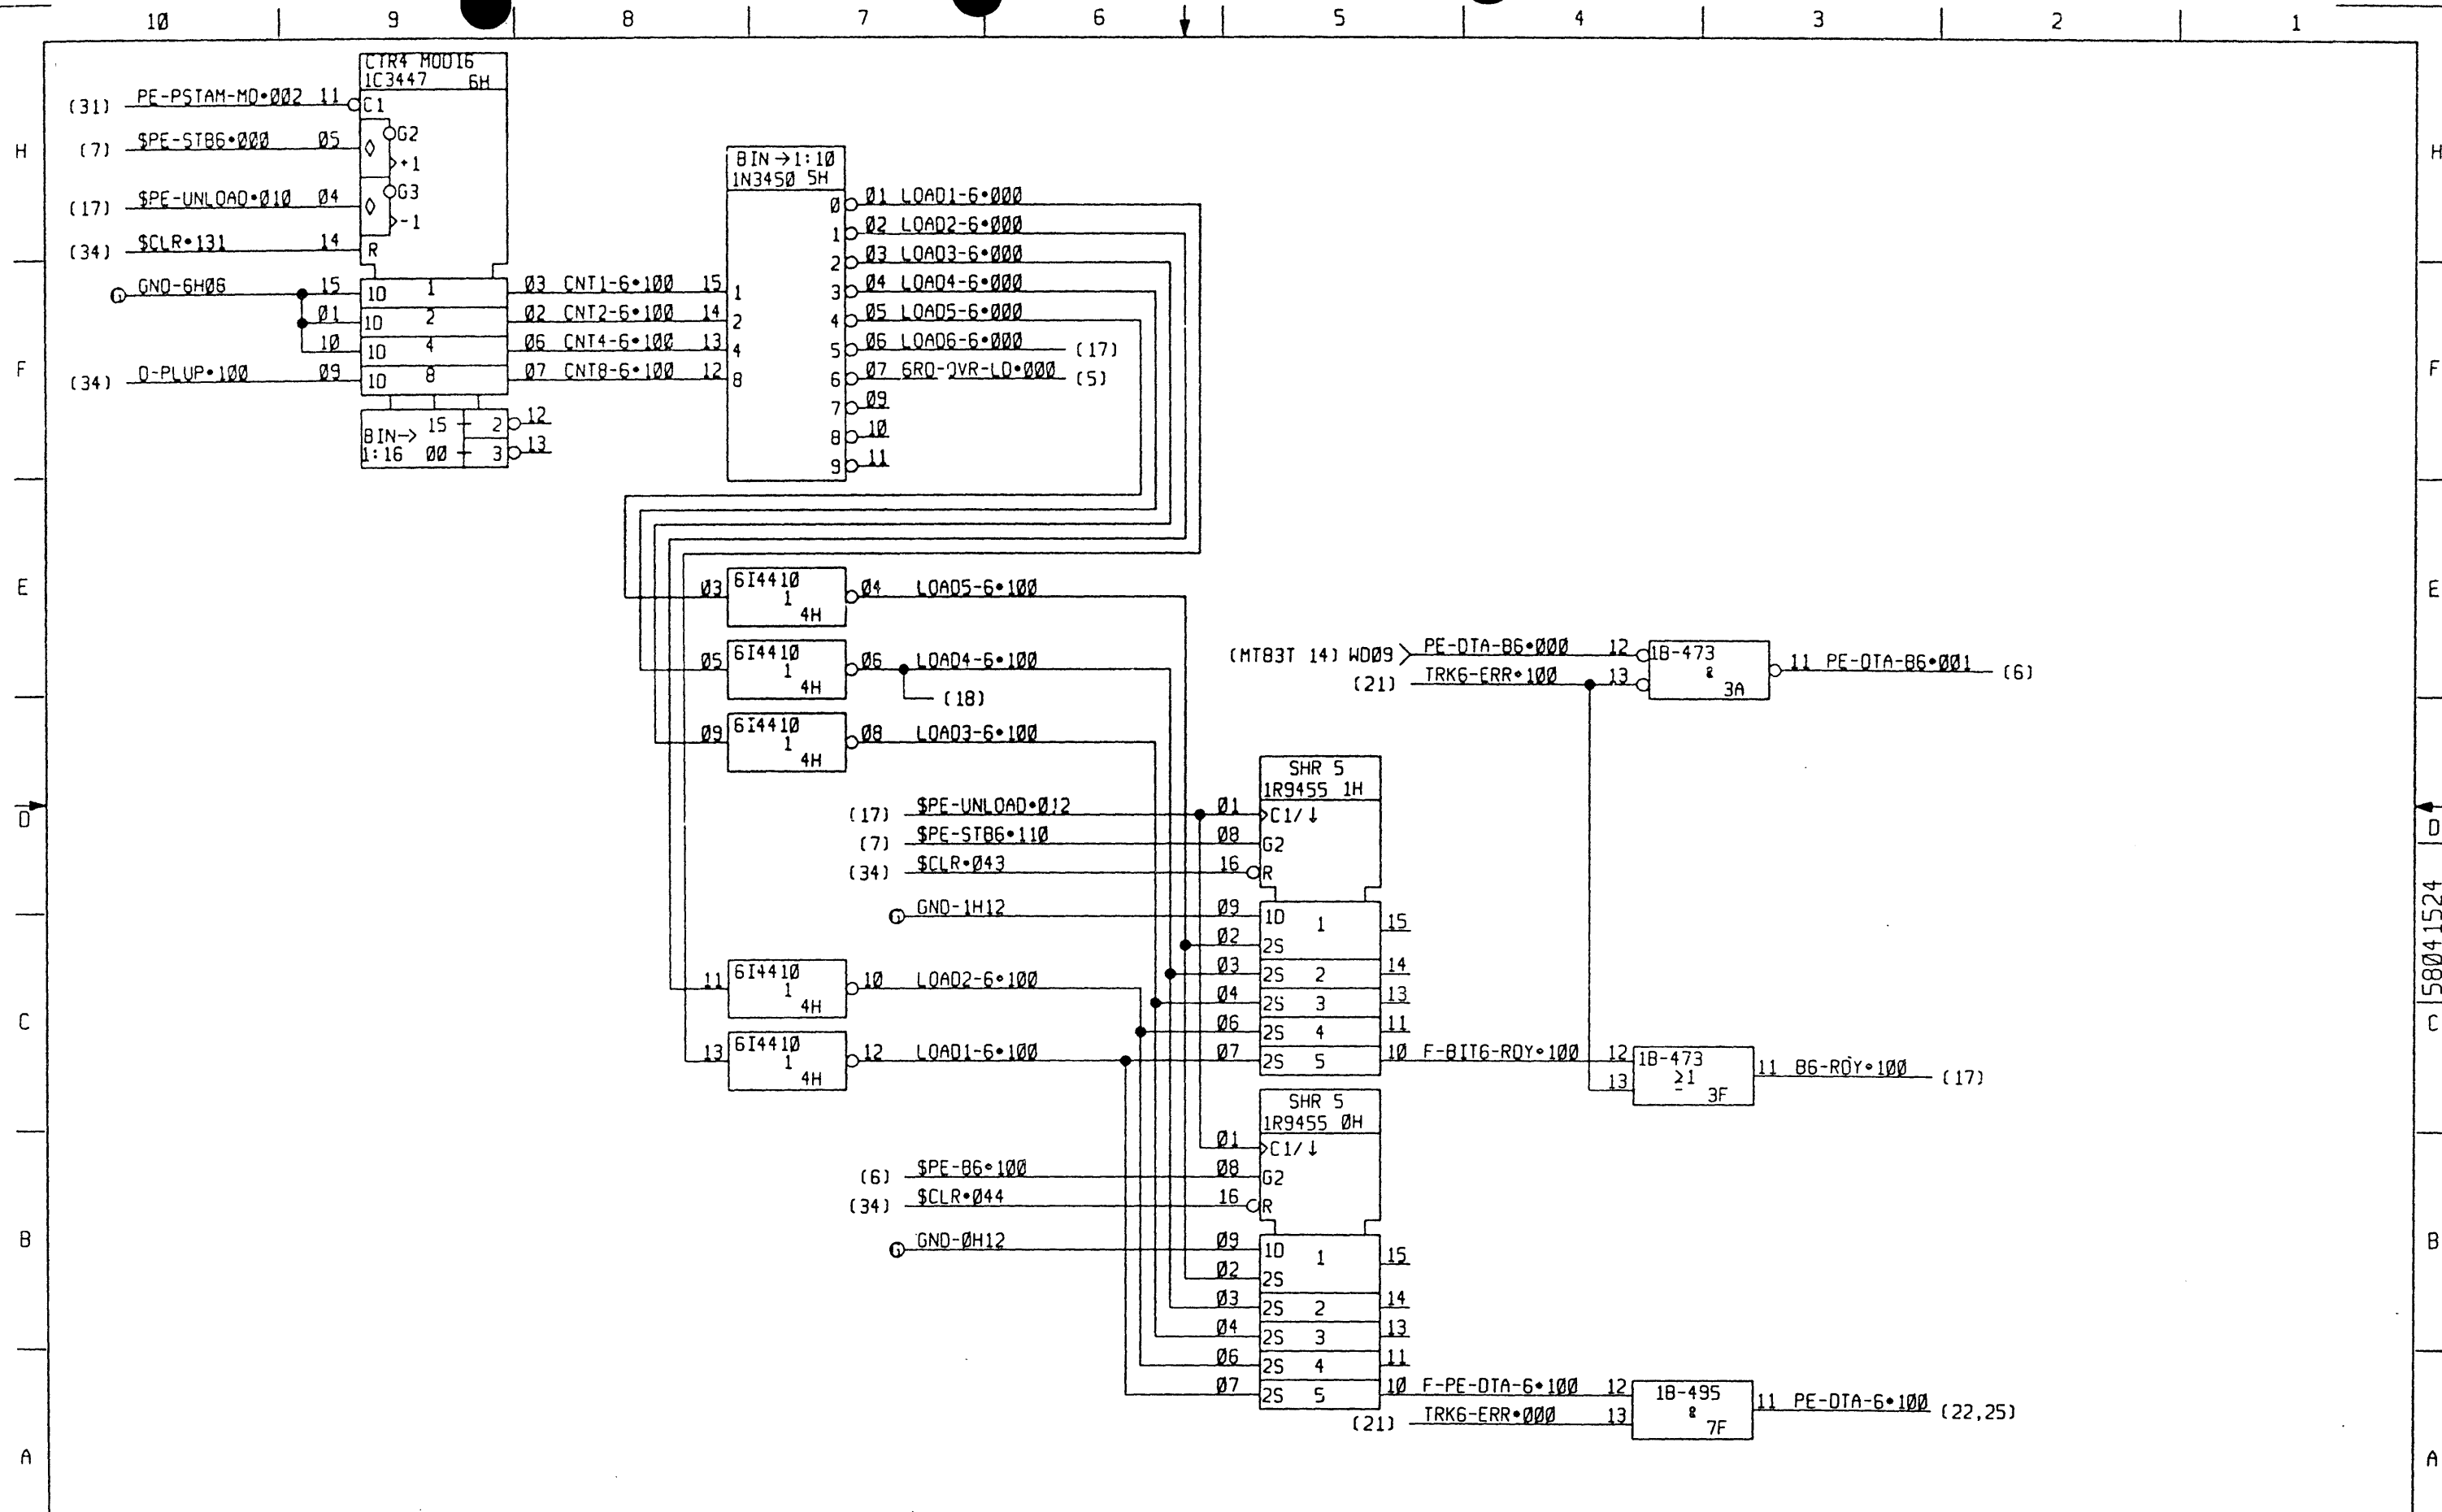 10 9 8 7 6 5 4 3 2 1
CTR4 MOD16
1C3447 6H
(31) PE-PSTAM-MD•002 11 C1
G2
H (7) $PE-STB6•000 05 ◊ H
+1
G3
(17) $PE-UNLOAD•010 04 ◊
-1
(34) $CLR•131 14 R
G GND-6H08 15 1D 1 03 CNT1-6•100 15 1
01 1D 2 02 CNT2-6•100 14 2
10 1D 4 06 CNT4-6•100 13 4
F F
(34) D-PLUP•100 09 1D 8 07 CNT8-6•100 12 8
BIN→ 15 2 12
1:16 00 3 13
BIN→1:10
1N3450 5H
0 01 LOAD1-6•000
1 02 LOAD2-6•000
2 03 LOAD3-6•000
3 04 LOAD4-6•000
4 05 LOAD5-6•000
5 06 LOAD6-6•000 (17)
6 07 6RD-OVR-LD•000 (5)
7 09
8 10
9 11
E E
03 6I4410 04 LOAD5-6•100
1
4H
05 6I4410 06 LOAD4-6•100
1
4H
(18)
09 6I4410 08 LOAD3-6•100
1
4H
(MT83T 14) WD09 PE-DTA-B6•000 12 1B-473 11 PE-DTA-B6•001 (6)
(21) TRK6-ERR•100 13 &
3A
SHR 5
1R9455 1H
D D
(17) $PE-UNLOAD•012 01 C1/↓
(7) $PE-STB6•110 08 G2
(34) $CLR•043 16 R
G GND-1H12 09 1D 1 15
02 2S
03 2S 2 14
04 2S 3 13
06 2S 4 11
07 2S 5 10 F-BIT6-RDY•100 12 1B-473 11 B6-RDY•100 (17)
13 ≥1
3F
58041524
C C
11 6I4410 10 LOAD2-6•100
1
4H
13 6I4410 12 LOAD1-6•100
1
4H
SHR 5
1R9455 0H
01 C1/↓
(6) $PE-B6•100 08 G2
(34) $CLR•044 16 R
B B
G GND-0H12 09 1D 1 15
02 2S
03 2S 2 14
04 2S 3 13
06 2S 4 11
07 2S 5 10 F-PE-DTA-6•100 12 1B-495 11 PE-DTA-6•100 (22,25)
(21) TRK6-ERR•000 13 &
7F
A A